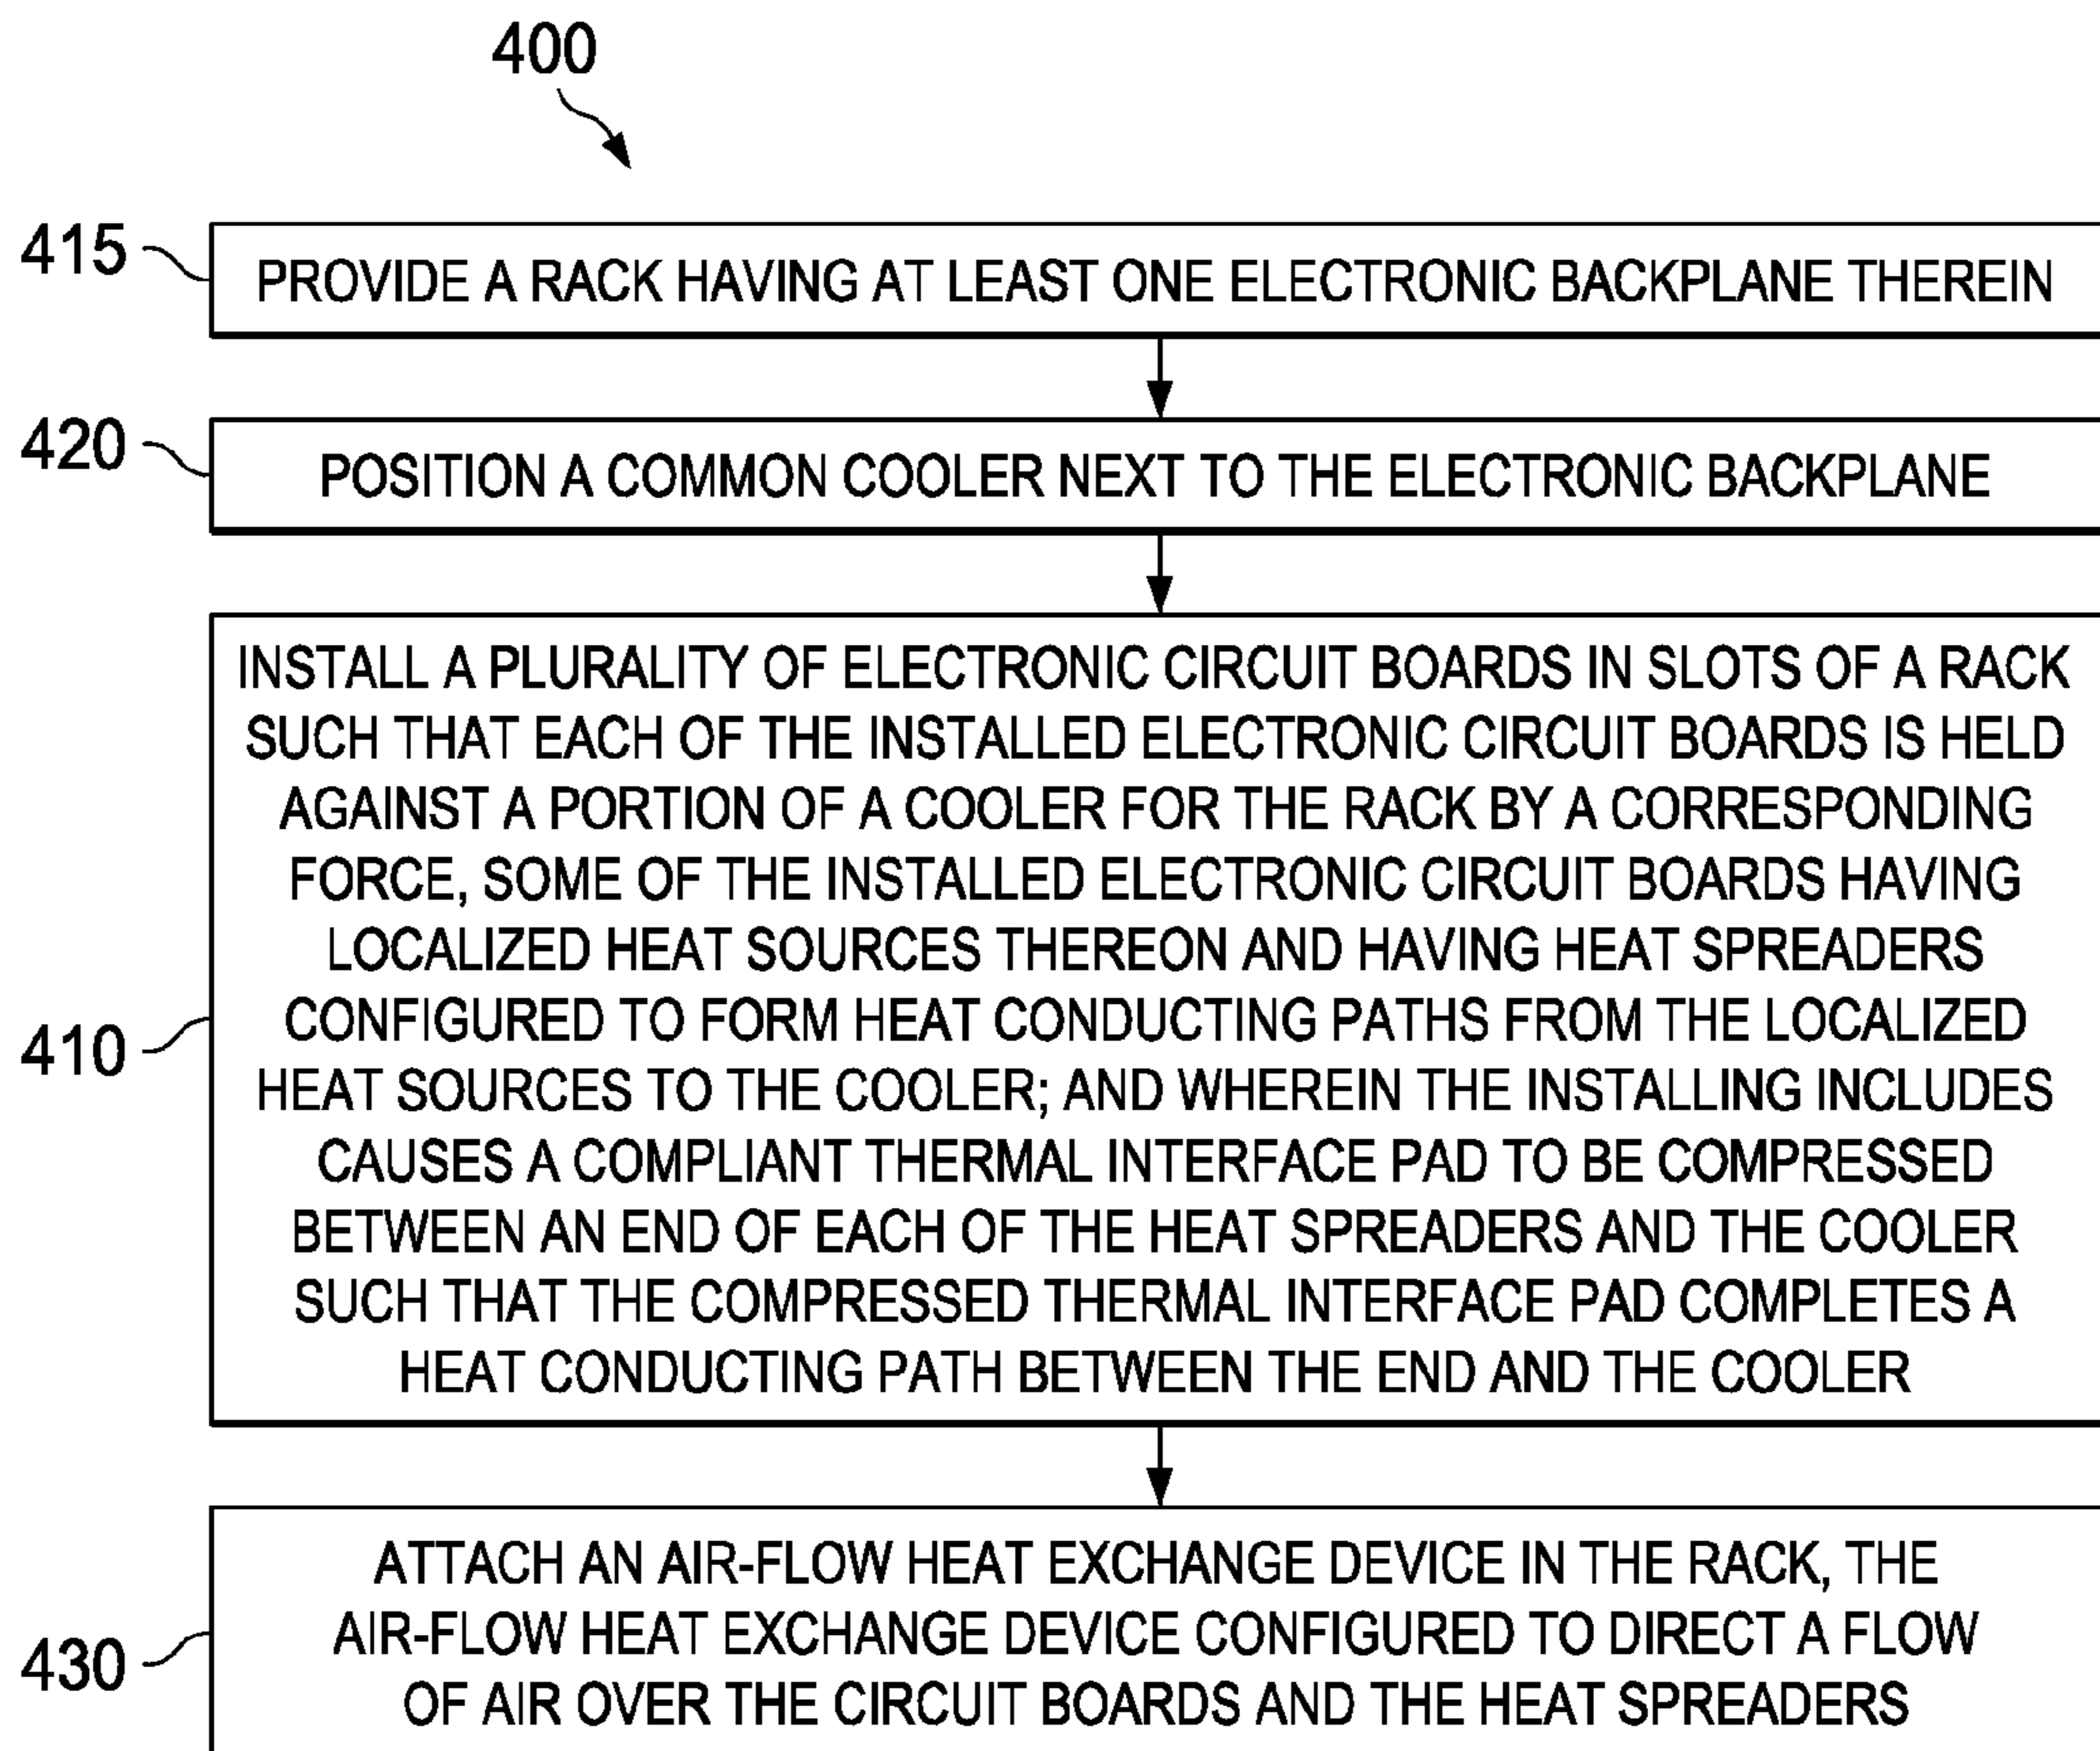 400
415
PROVIDE A RACK HAVING AT LEAST ONE ELECTRONIC BACKPLANE THEREIN
420
POSITION A COMMON COOLER NEXT TO THE ELECTRONIC BACKPLANE
410
INSTALL A PLURALITY OF ELECTRONIC CIRCUIT BOARDS IN SLOTS OF A RACK
SUCH THAT EACH OF THE INSTALLED ELECTRONIC CIRCUIT BOARDS IS HELD
AGAINST A PORTION OF A COOLER FOR THE RACK BY A CORRESPONDING
FORCE, SOME OF THE INSTALLED ELECTRONIC CIRCUIT BOARDS HAVING
LOCALIZED HEAT SOURCES THEREON AND HAVING HEAT SPREADERS
CONFIGURED TO FORM HEAT CONDUCTING PATHS FROM THE LOCALIZED
HEAT SOURCES TO THE COOLER; AND WHEREIN THE INSTALLING INCLUDES
CAUSES A COMPLIANT THERMAL INTERFACE PAD TO BE COMPRESSED
BETWEEN AN END OF EACH OF THE HEAT SPREADERS AND THE COOLER
SUCH THAT THE COMPRESSED THERMAL INTERFACE PAD COMPLETES A
HEAT CONDUCTING PATH BETWEEN THE END AND THE COOLER
430
ATTACH AN AIR-FLOW HEAT EXCHANGE DEVICE IN THE RACK, THE
AIR-FLOW HEAT EXCHANGE DEVICE CONFIGURED TO DIRECT A FLOW
OF AIR OVER THE CIRCUIT BOARDS AND THE HEAT SPREADERS